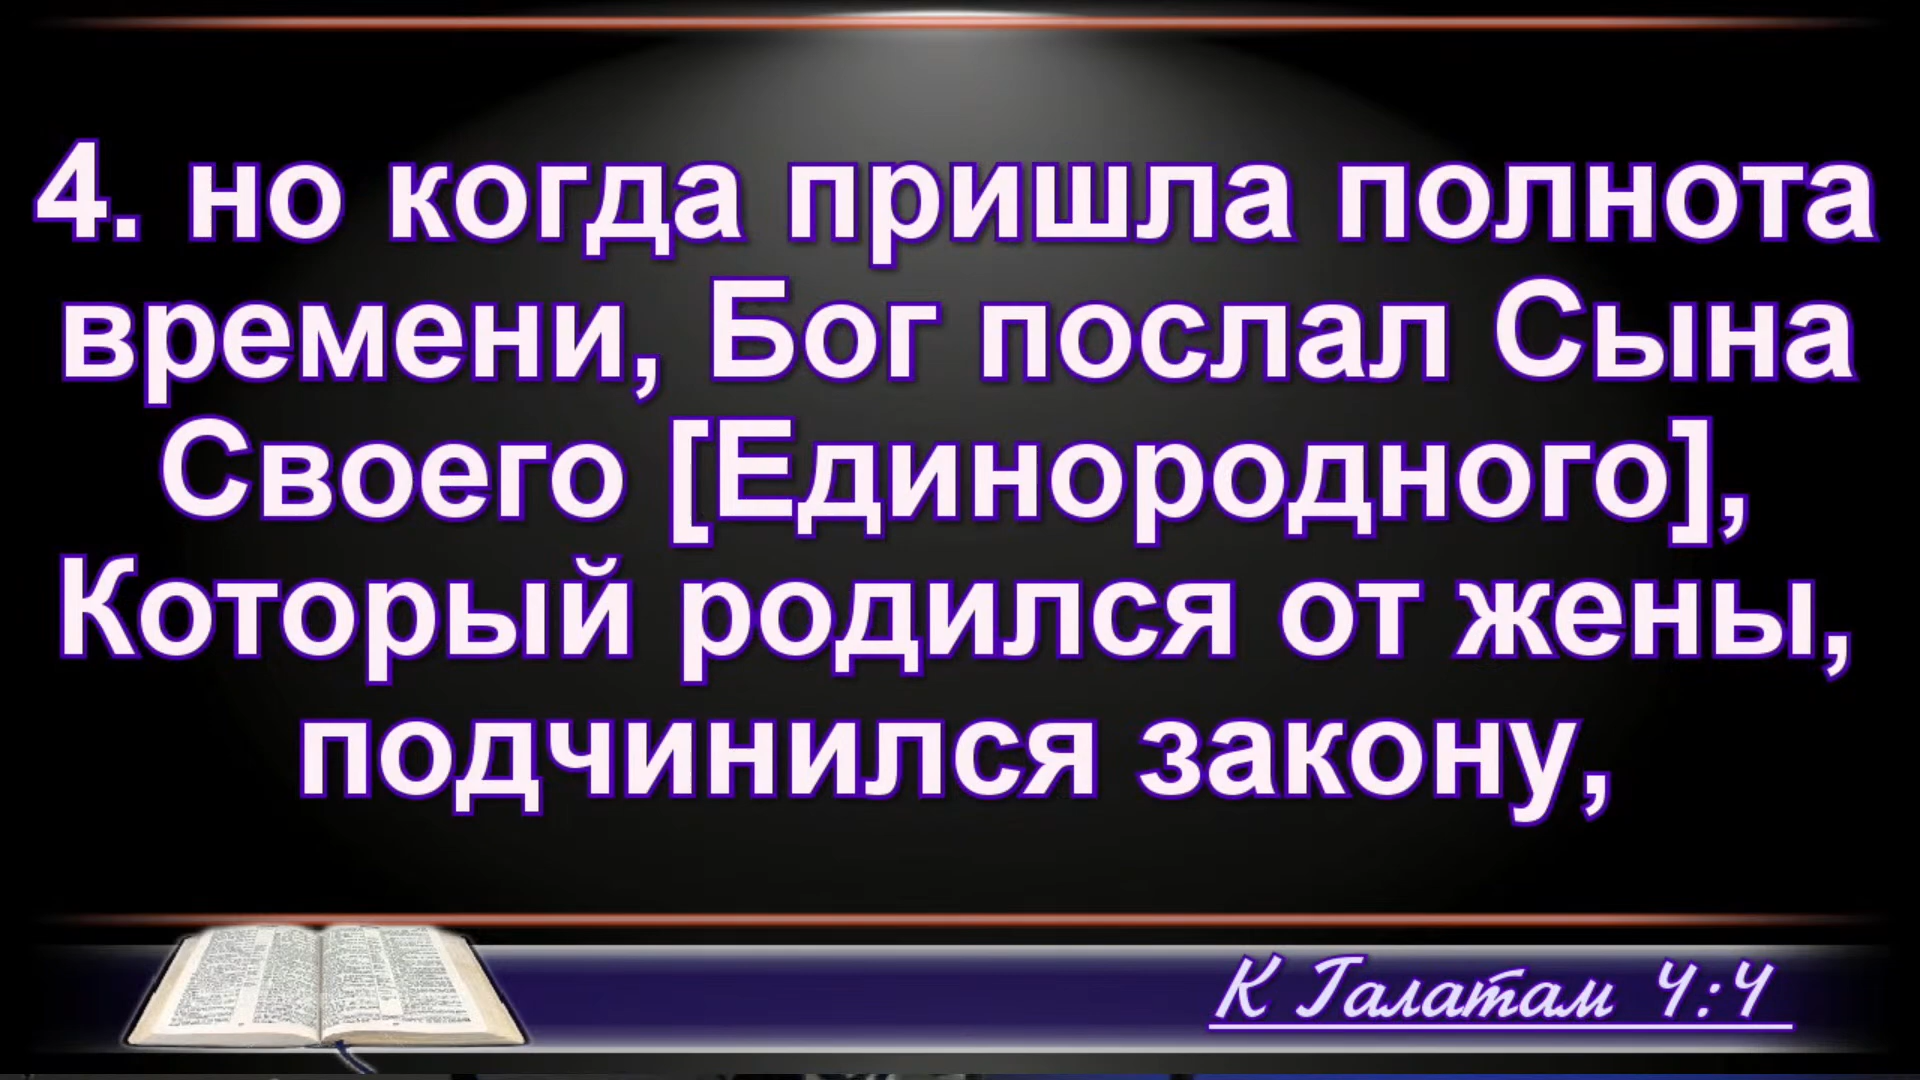 4. но когда пришла полнота
времени, Бог послал Сына
Своего [Единородного],
Который родился от жены,
подчинился закону,
К Галатам 4:4